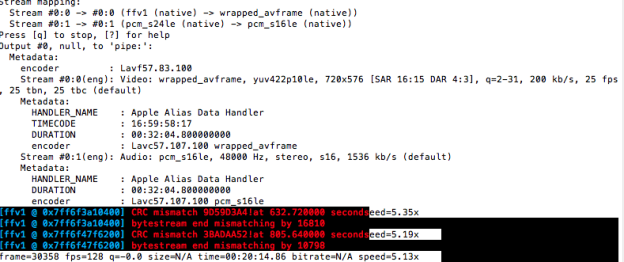 Stream mapping:
Stream #0:0 -> #0:0 (ffv1 (native) -> wrapped_avframe (native))
Stream #0:1 -> #0:1 (pcm_s24le (native) -> pcm_s16le (native))
Press [q] to stop, [?] for help
Output #0, null, to 'pipe:':
Metadata:
encoder : Lavf57.83.100
Stream #0:0(eng): Video: wrapped_avframe, yuv422p10le, 720x576 [SAR 16:15 DAR 4:3], q=2-31, 200 kb/s, 25 fps
, 25 tbn, 25 tbc (default)
Metadata:
HANDLER_NAME : Apple Alias Data Handler
TIMECODE : 16:59:58:17
DURATION : 00:32:04.800000000
encoder : Lavc57.107.100 wrapped_avframe
Stream #0:1(eng): Audio: pcm_s16le, 48000 Hz, stereo, s16, 1536 kb/s (default)
Metadata:
HANDLER_NAME : Apple Alias Data Handler
DURATION : 00:32:04.800000000
encoder : Lavc57.107.100 pcm_s16le
[ffv1 @ 0x7ff6f3a10400] CRC mismatch 9D59D3A4!at 632.720000 secondseed=5.35x
[ffv1 @ 0x7ff6f3a10400] bytestream end mismatching by 16810
[ffv1 @ 0x7ff6f47f6200] CRC mismatch 3BADAA52!at 805.640000 secondseed=5.19x
[ffv1 @ 0x7ff6f47f6200] bytestream end mismatching by 10798
frame=30358 fps=128 q=-0.0 size=N/A time=00:20:14.86 bitrate=N/A speed=5.13x